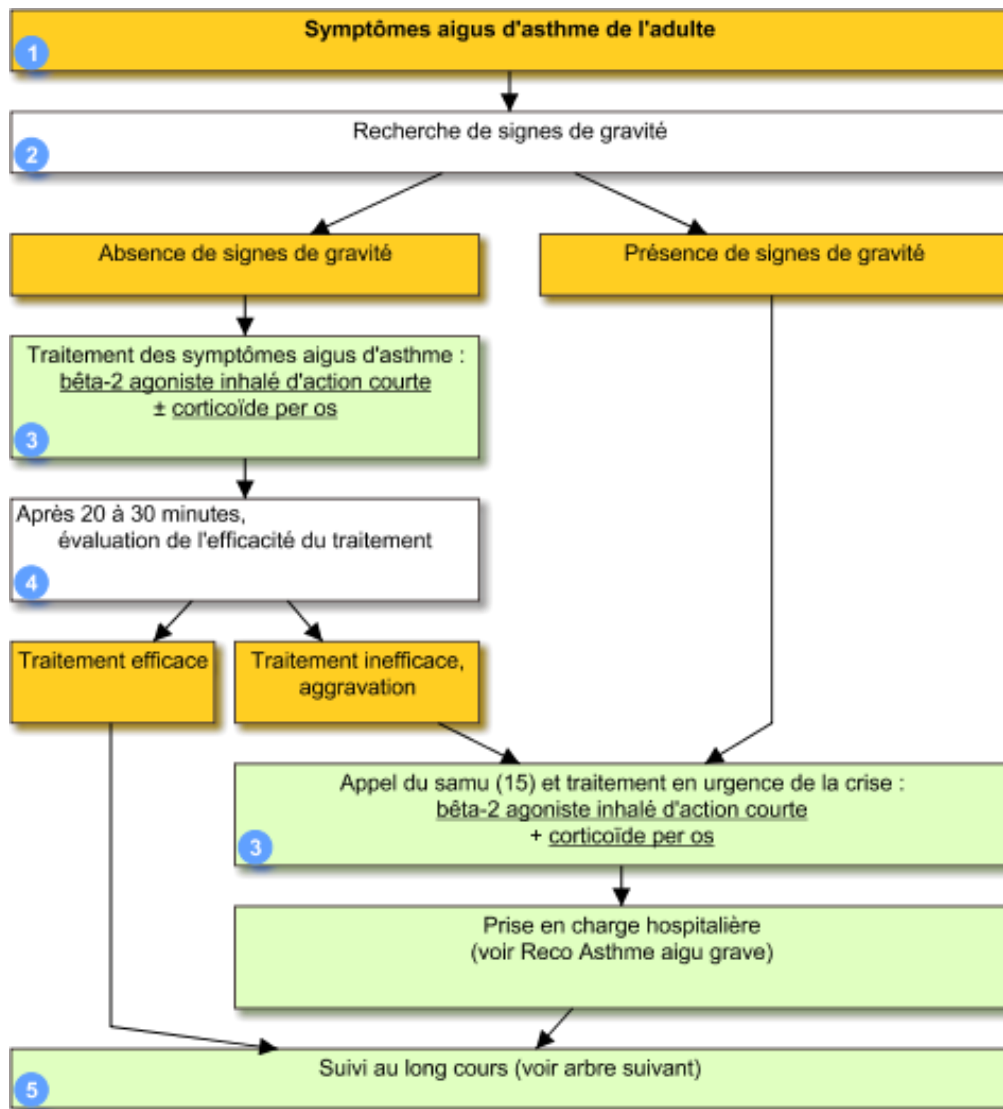 Symptômes aigus d'asthme de l'adulte
1
Recherche de signes de gravité
2
Absence de signes de gravité
Présence de signes de gravité
Traitement des symptômes aigus d'asthme :
bêta-2 agoniste inhalé d'action courte
± corticoïde per os
3
Après 20 à 30 minutes,
évaluation de l'efficacité du traitement
4
Traitement efficace
Traitement inefficace,
aggravation
Appel du samu (15) et traitement en urgence de la crise :
bêta-2 agoniste inhalé d'action courte
+ corticoïde per os
3
Prise en charge hospitalière
(voir Reco Asthme aigu grave)
Suivi au long cours (voir arbre suivant)
5